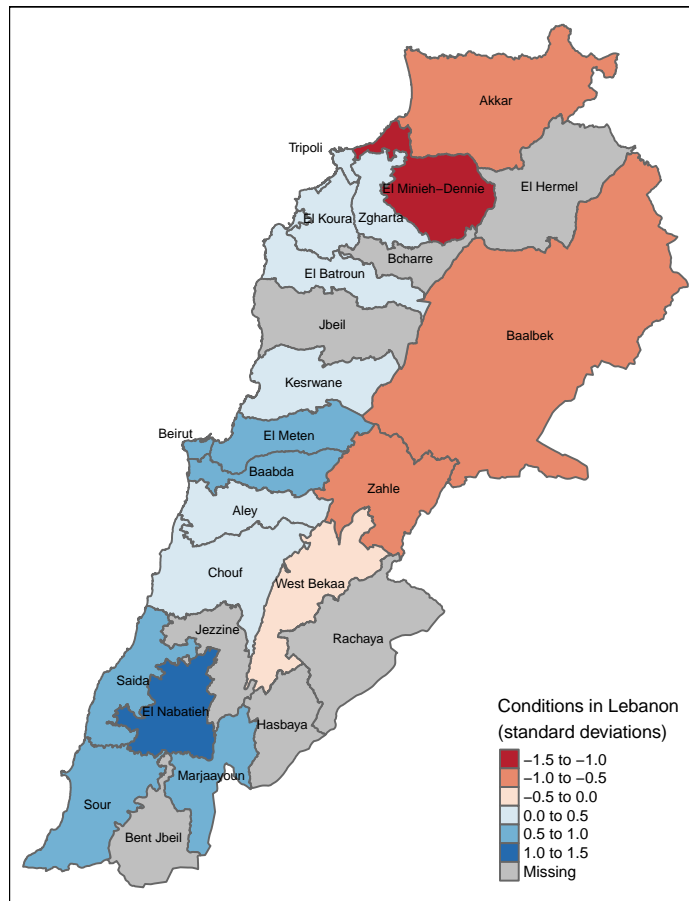 Akkar
Tripoli
El Minieh−Dennie
El Hermel
El Koura
Zgharta
Bcharre
El Batroun
Jbeil
Baalbek
Kesrwane
Beirut
El Meten
Baabda
Zahle
Aley
Chouf
West Bekaa
Jezzine
Rachaya
Saida
El Nabatieh
Hasbaya
Marjaayoun
Sour
Bent Jbeil
Conditions in Lebanon
(standard deviations)
−1.5 to −1.0
−1.0 to −0.5
−0.5 to 0.0
0.0 to 0.5
0.5 to 1.0
1.0 to 1.5
Missing